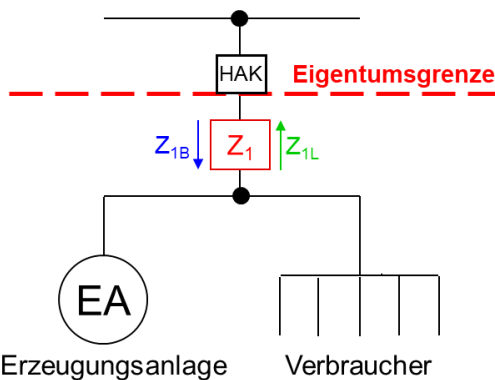 HAK
Eigentumsgrenze
Z1B Z1 Z1L
EA
Erzeugungsanlage Verbraucher